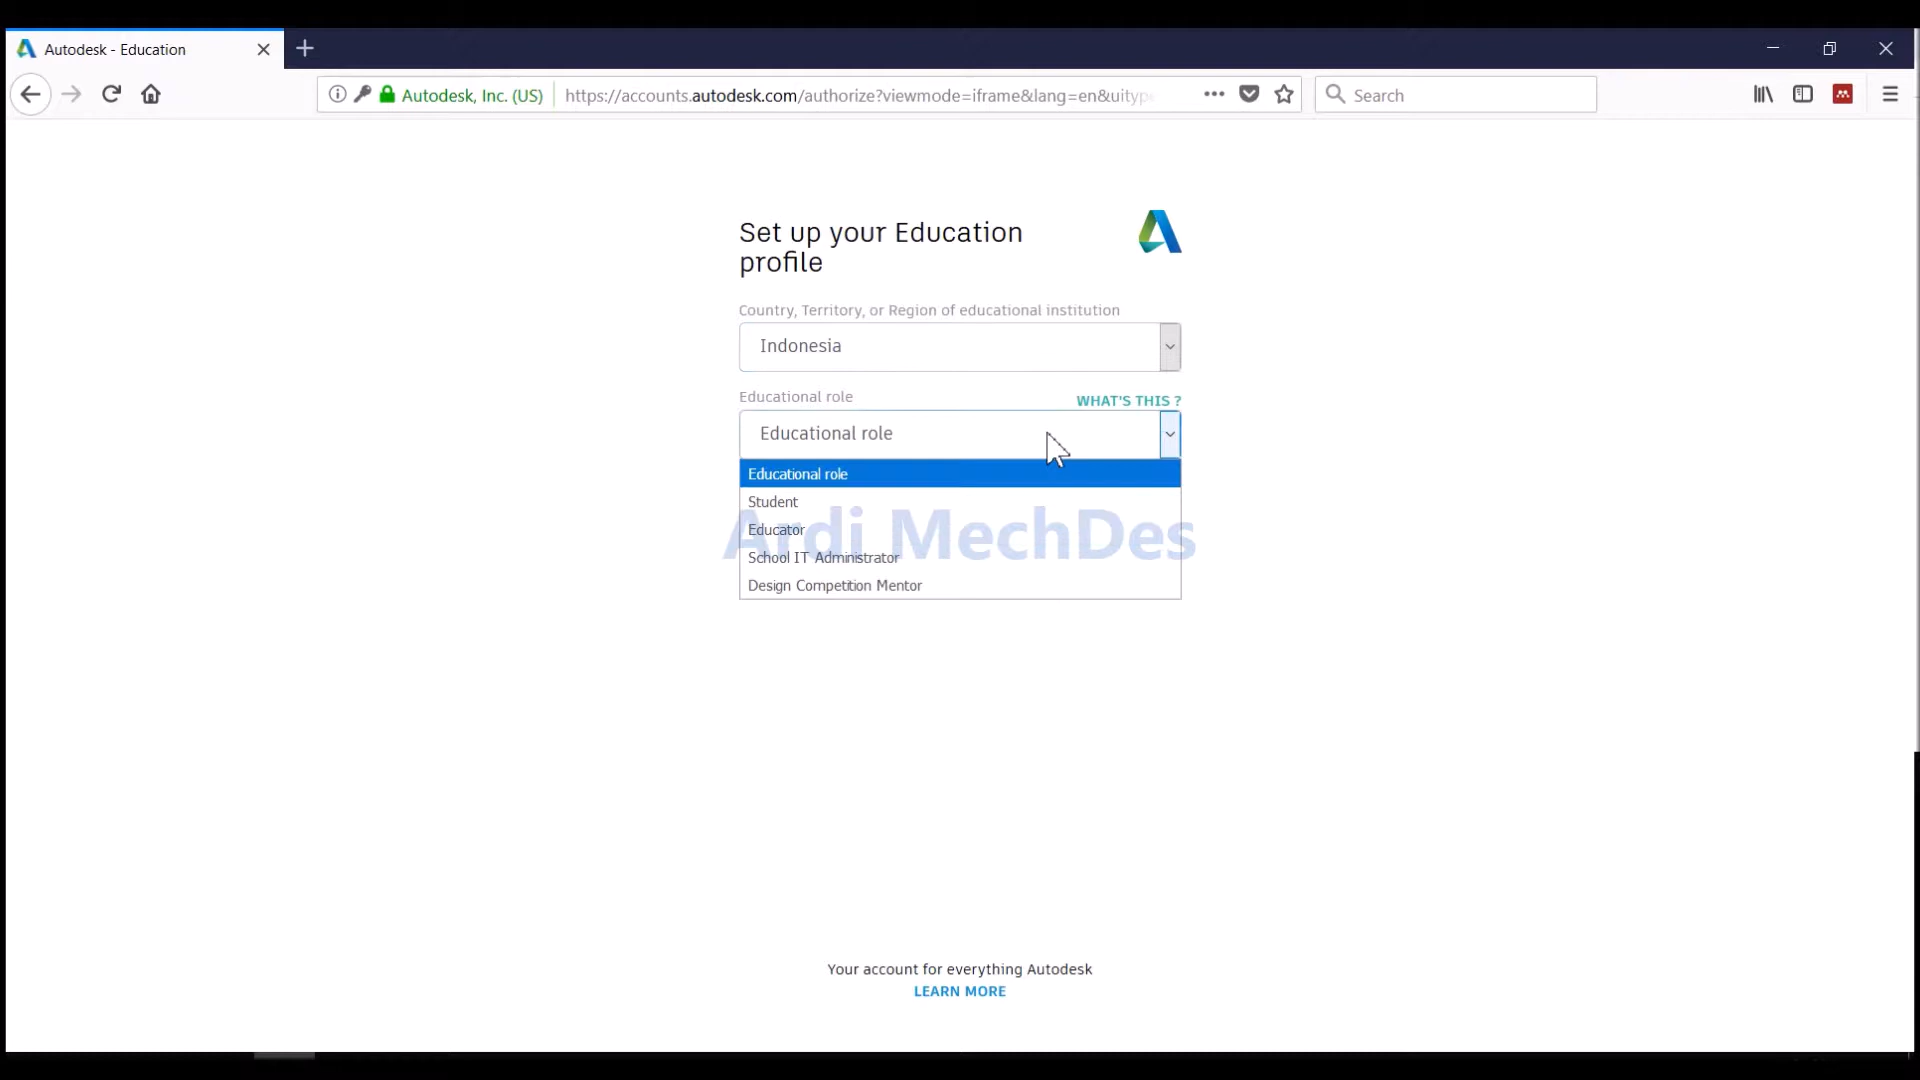 Autodesk - Education
Autodesk, Inc. (US)
https://accounts.autodesk.com/authorize?viewmode=iframe&lang=en&uitype
Search
Set up your Education
profile
Country, Territory, or Region of educational institution
Indonesia
Educational role
WHAT'S THIS ?
Educational role
Educational role
Student
Educator
Ardi MechDes
School IT Administrator
Design Competition Mentor
Your account for everything Autodesk
LEARN MORE